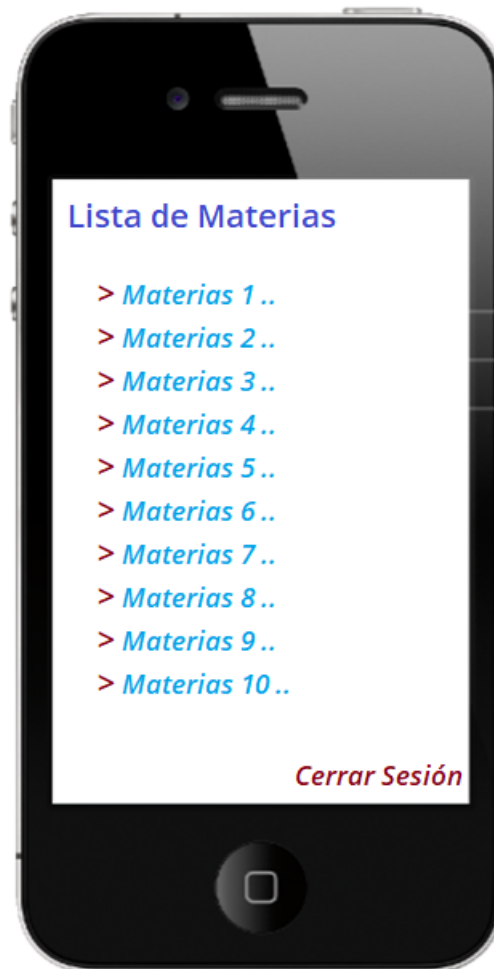 Lista de Materias
> Materias 1 ..
> Materias 2 ..
> Materias 3 ..
> Materias 4 ..
> Materias 5 ..
> Materias 6 ..
> Materias 7 ..
> Materias 8 ..
> Materias 9 ..
> Materias 10 ..
Cerrar Sesión